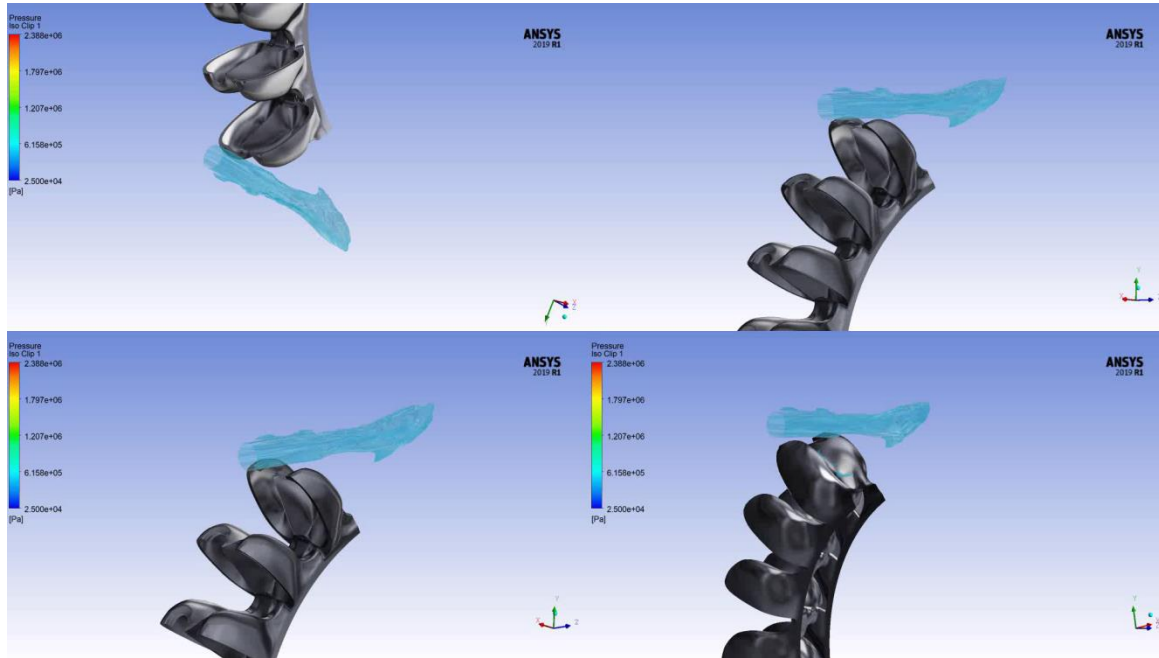 Pressure
Iso Clip 1
2.388e+06
1.797e+06
1.207e+06
6.158e+05
2.500e+04
[Pa]
ANSYS
2019 R1
X
Z
ANSYS
2019 R1
Y
X
Pressure
Iso Clip 1
2.388e+06
1.797e+06
1.207e+06
6.158e+05
2.500e+04
[Pa]
ANSYS
2019 R1
Y
X
Z
Pressure
Iso Clip 1
2.388e+06
1.797e+06
1.207e+06
6.158e+05
2.500e+04
[Pa]
ANSYS
2019 R1
Y